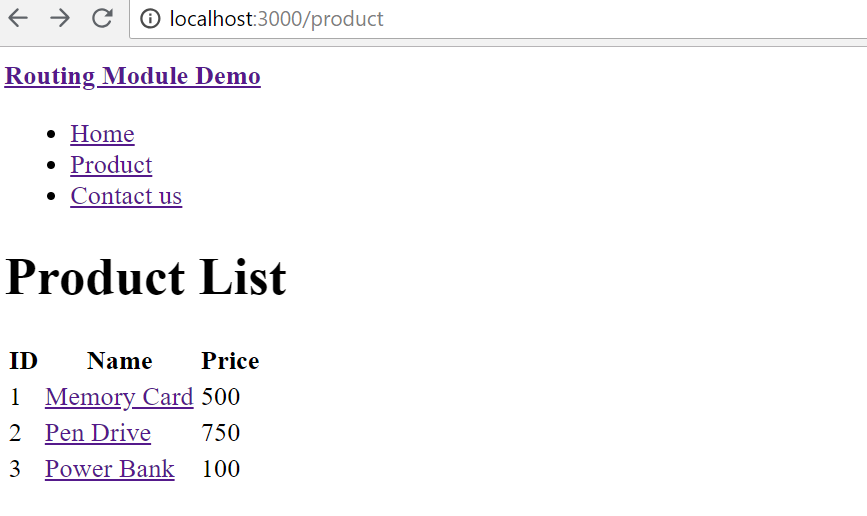 localhost:3000/product
Routing Module Demo
Home
Product
Contact us
Product List
ID Name Price
1 Memory Card 500
2 Pen Drive 750
3 Power Bank 100